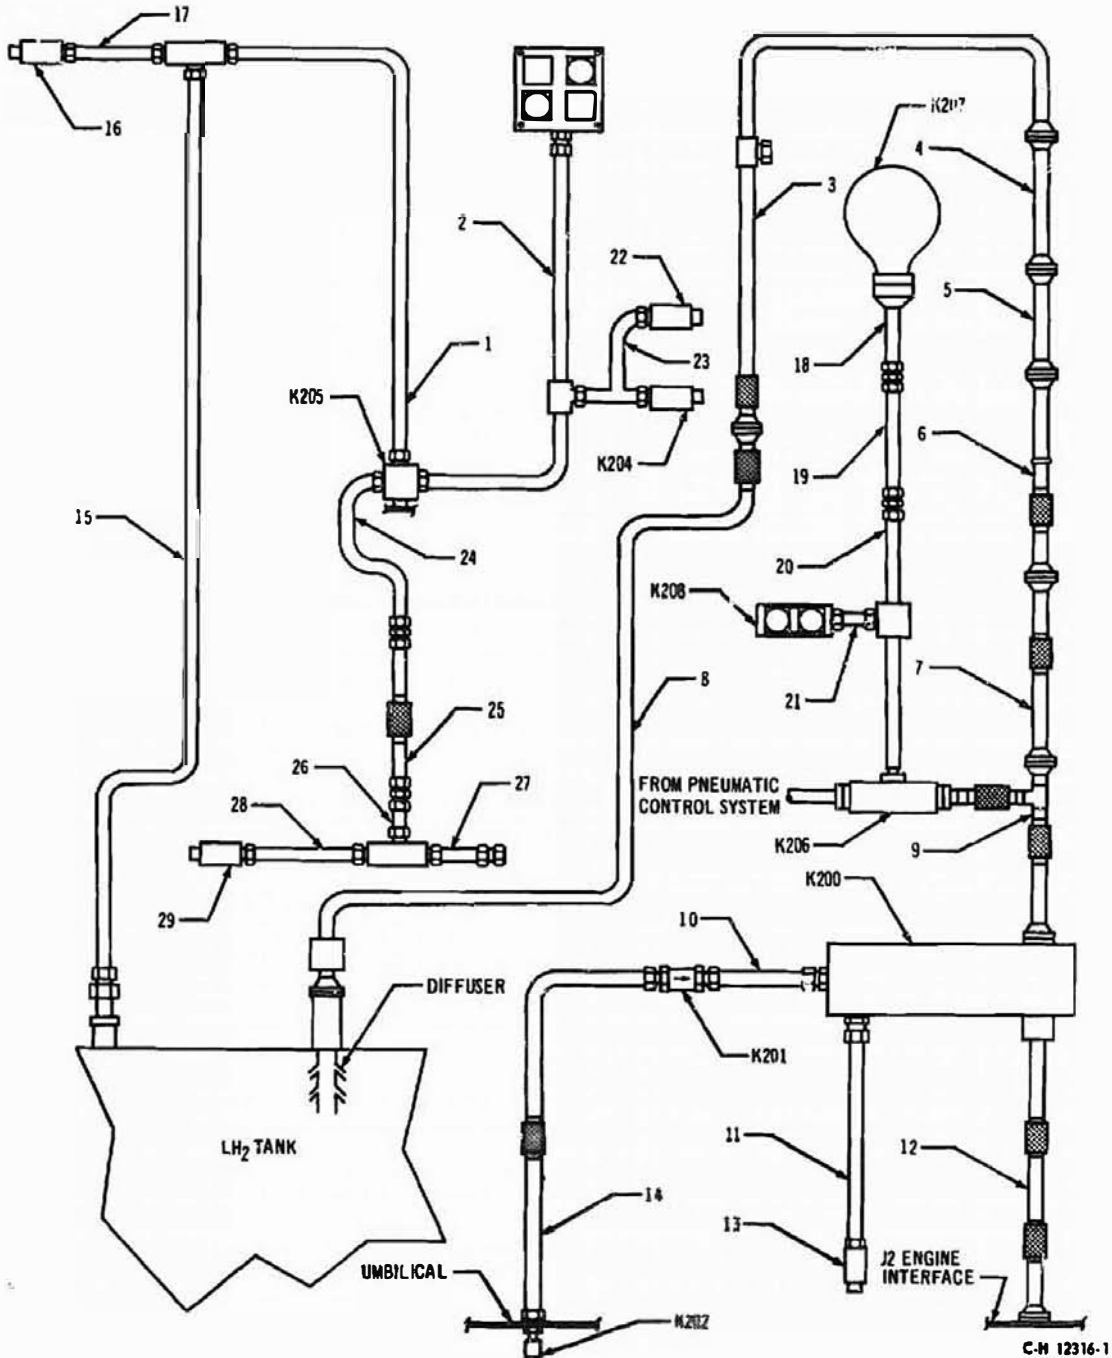 17
16
K207
4
3
2
22
5
23
1
18
K205
6
K204
19
15
24
20
K208
7
8
25
21
26
27
FROM PNEUMATIC
CONTROL SYSTEM
28
K206
9
29
K200
10
DIFFUSER
K201
LH₂ TANK
11
12
14
13
UMBILICAL
J2 ENGINE
INTERFACE
K202
C-H 12316-1